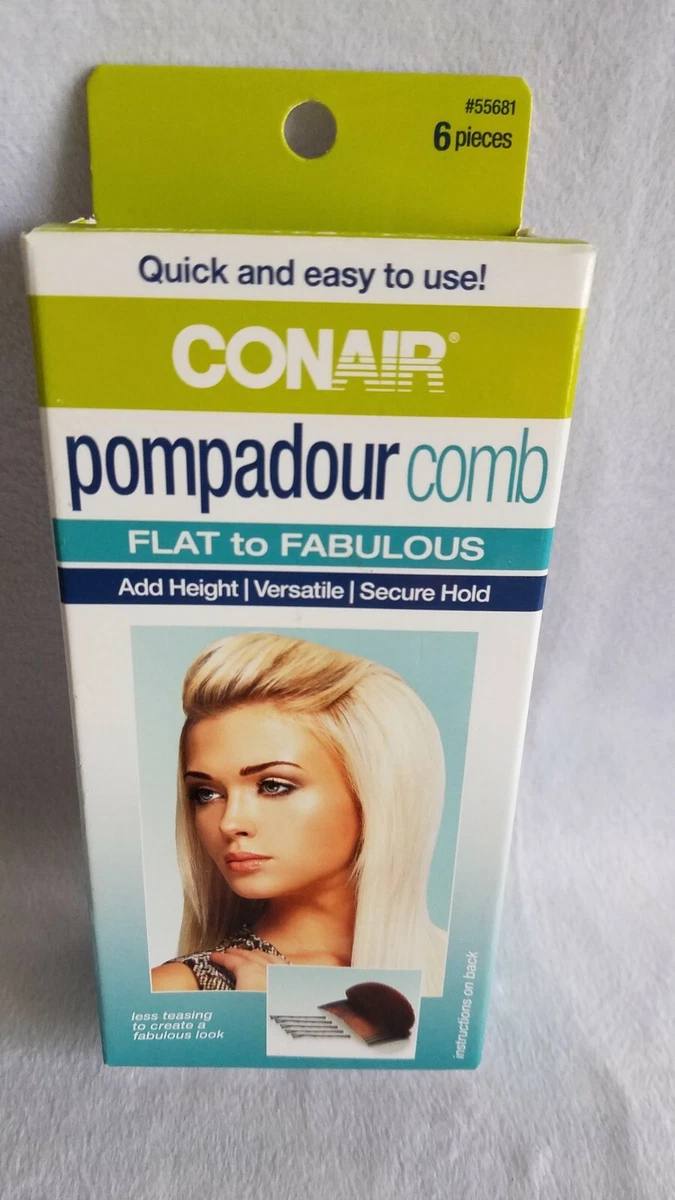 #55681
6 pieces
Quick and easy to use!
CONAIR®
pompadour comb
FLAT to FABULOUS
Add Height | Versatile | Secure Hold
less teasing
to create a
fabulous look
instructions on back